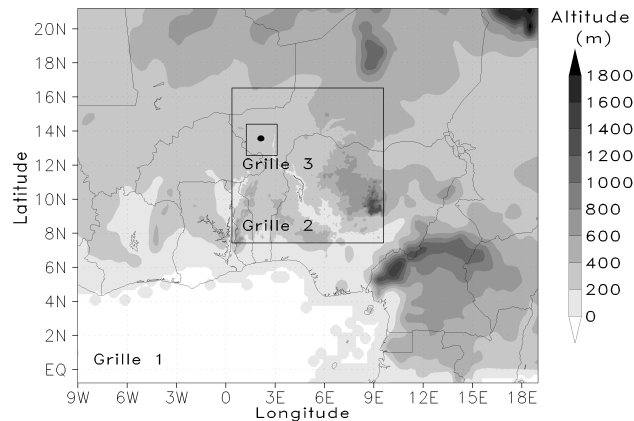 Altitude
(m)
20N
18N
16N
14N
12N
10N
8N
6N
4N
2N
EQ
Latitude
Grille 3
Grille 2
Grille 1
9W 6W 3W 0 3E 6E 9E 12E 15E 18E
Longitude
1800
1600
1400
1200
1000
800
600
400
200
0